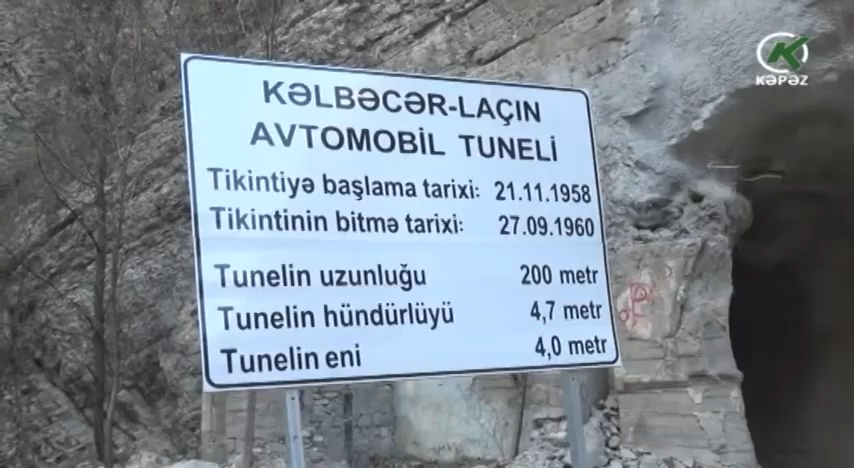 KƏPƏZ
KƏLBƏCƏR-LAÇIN
AVTOMOBİL TUNELİ
Tikintiyə başlama tarixi: 21.11.1958
Tikintinin bitmə tarixi: 27.09.1960
Tunelin uzunluğu 200 metr
Tunelin hündürlüyü 4,7 metr
Tunelin eni 4,0 metr